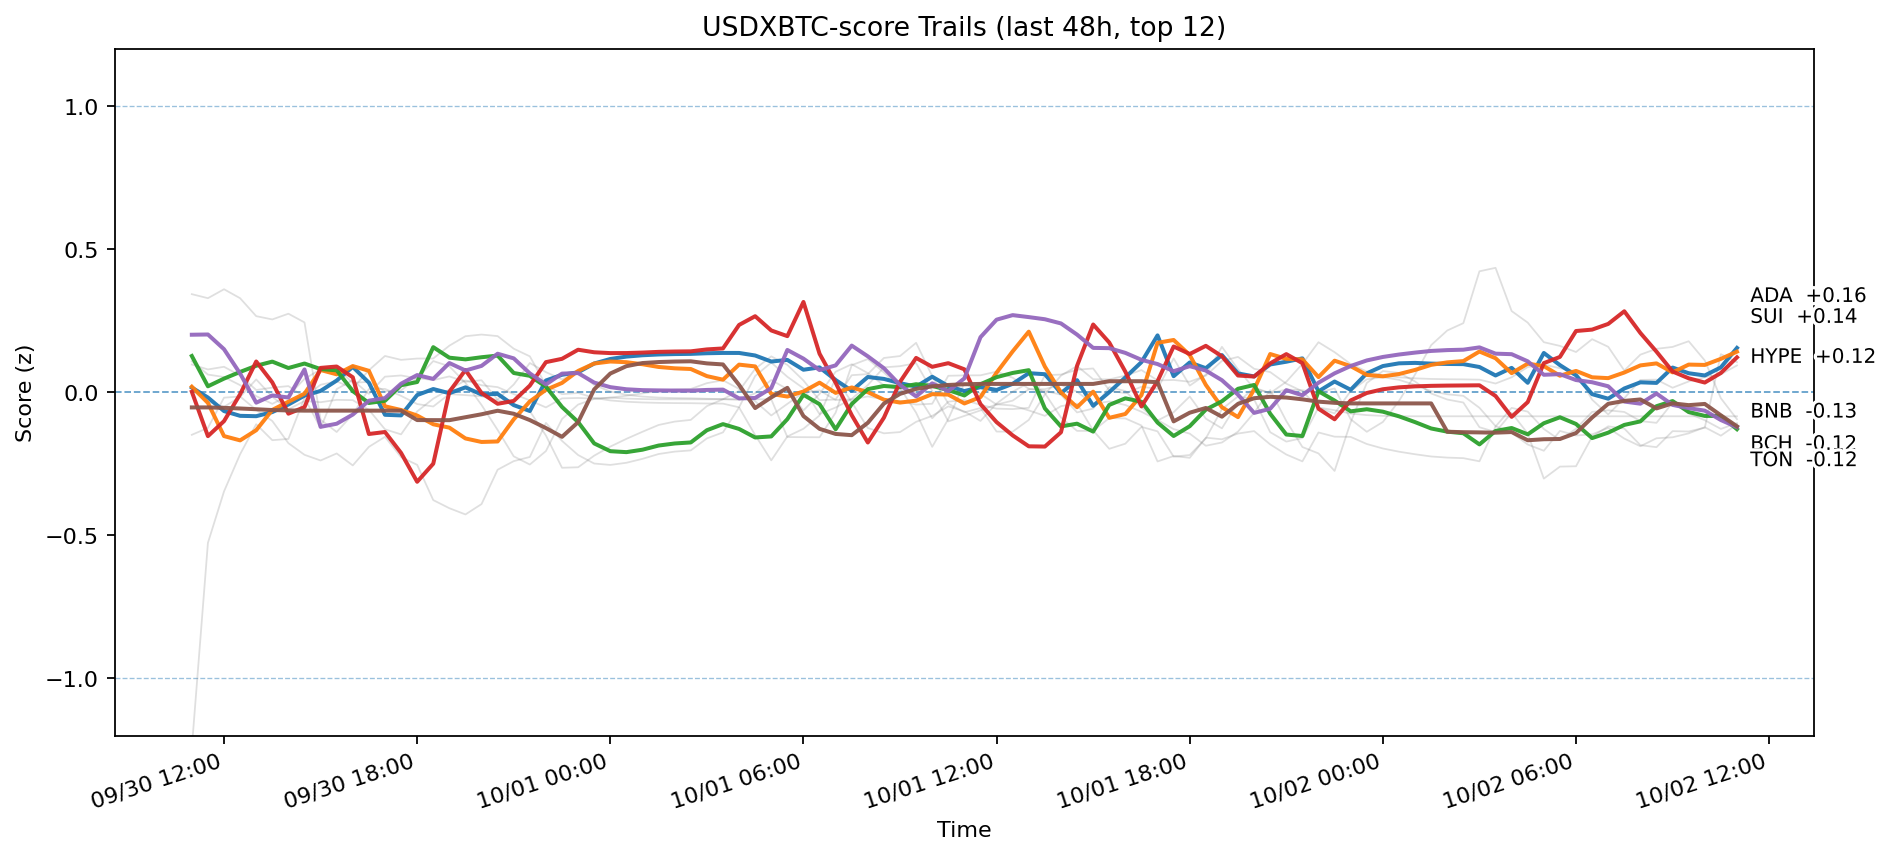 USDXBTC-score Trails (last 48h, top 12)
Score (z)
1.0
0.5
0.0
−0.5
−1.0
ADA +0.16
SUI +0.14
HYPE +0.12
BNB -0.13
BCH -0.12
TON -0.12
09/30 12:00
09/30 18:00
10/01 00:00
10/01 06:00
10/01 12:00
10/01 18:00
10/02 00:00
10/02 06:00
10/02 12:00
Time